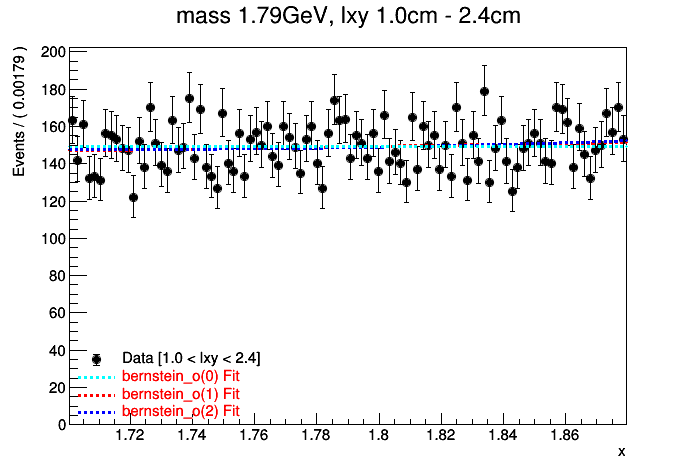 mass 1.79GeV, lxy 1.0cm - 2.4cm
Events / ( 0.00179 )
200
180
160
140
120
100
80
60
40
20
0
Data [1.0 < lxy < 2.4]
bernstein_o(0) Fit
bernstein_o(1) Fit
bernstein_o(2) Fit
1.72 1.74 1.76 1.78 1.8 1.82 1.84 1.86
x